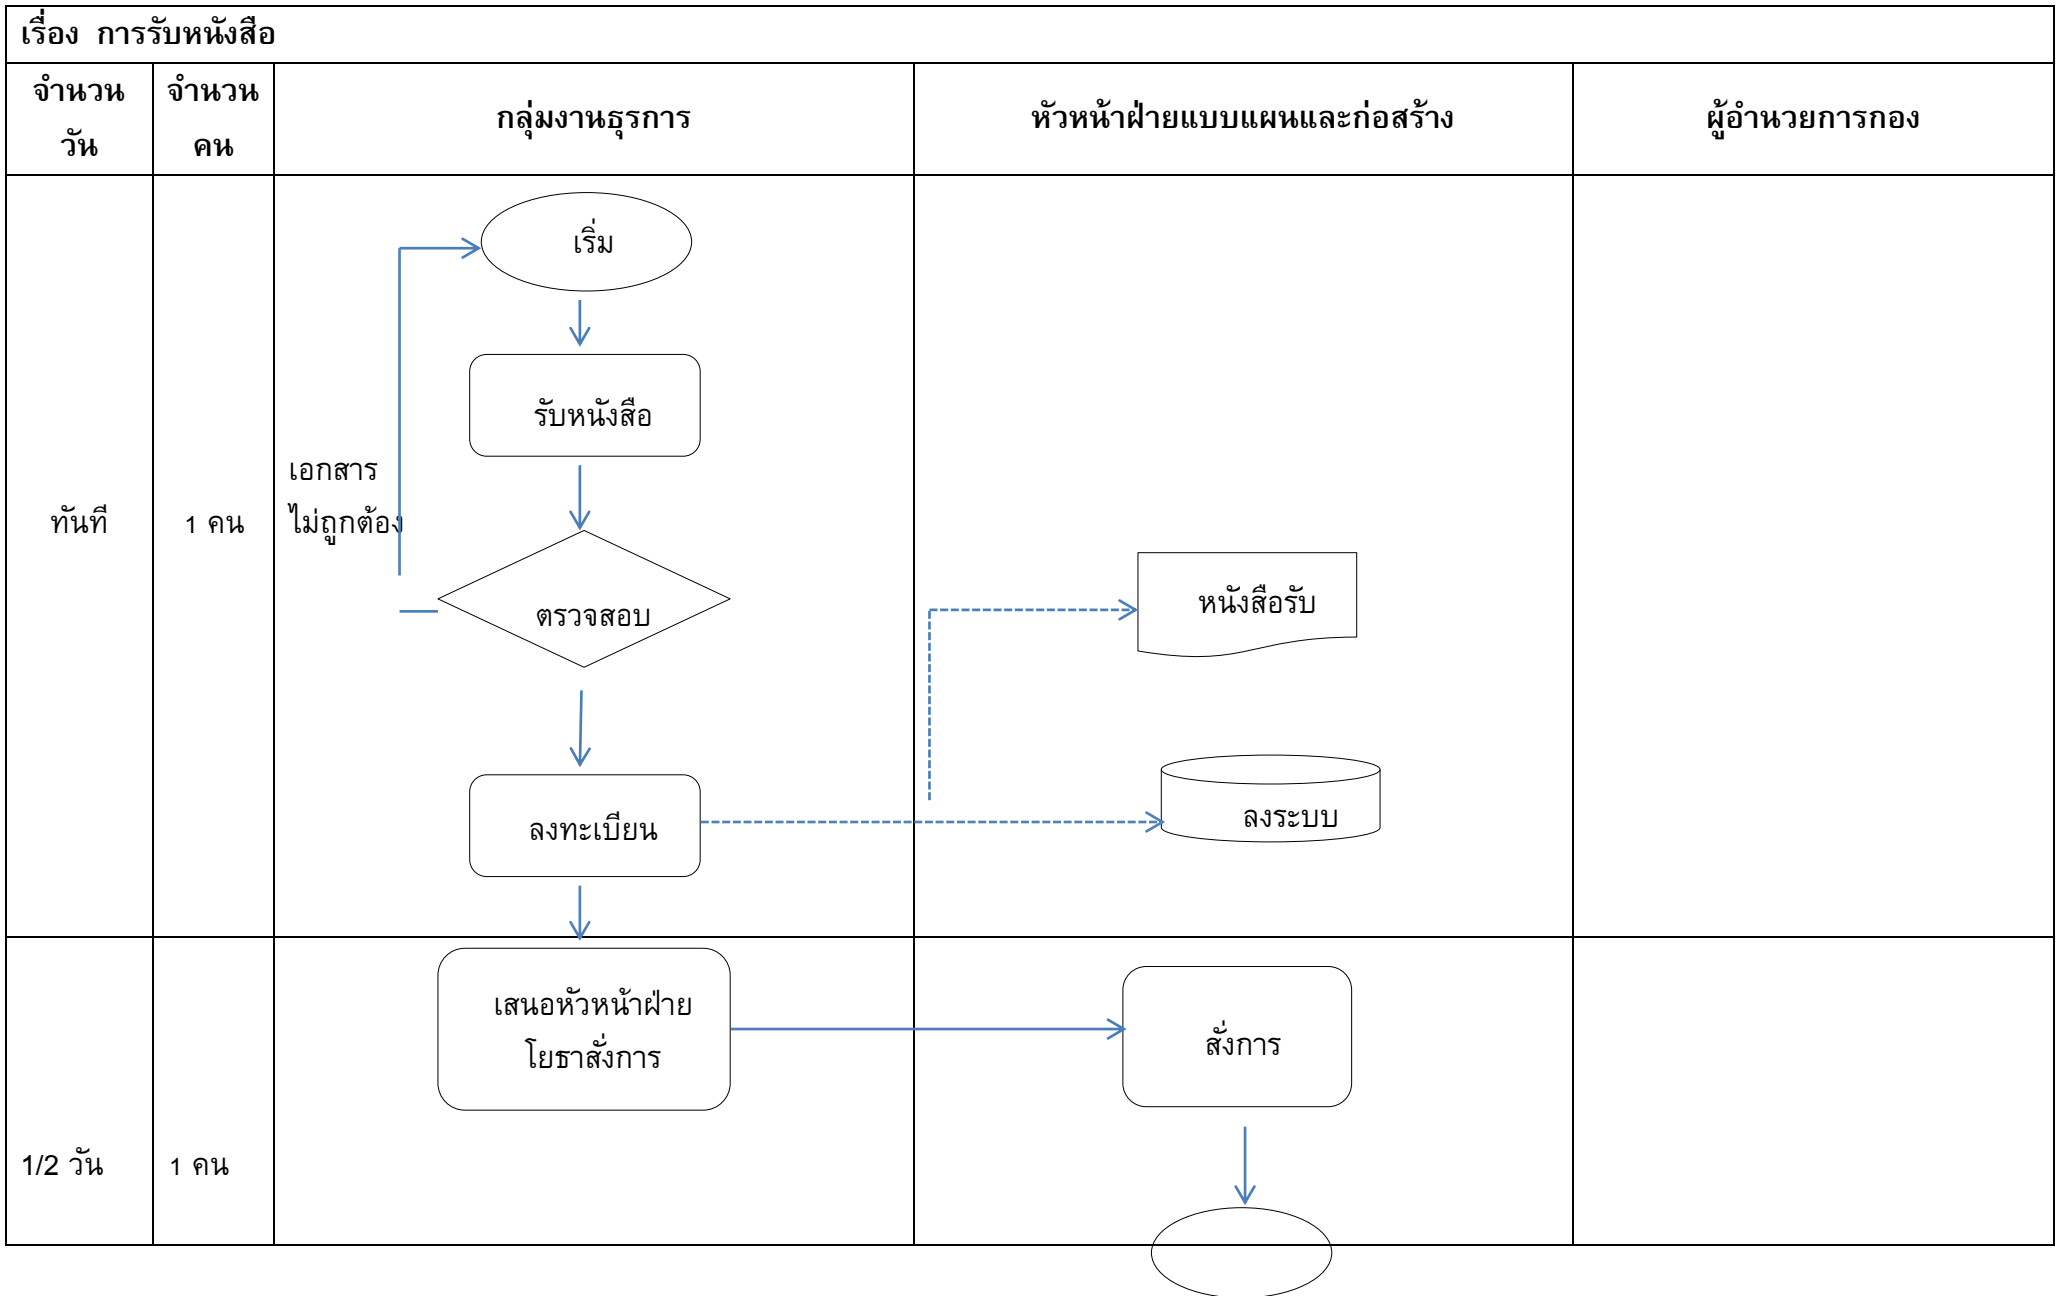 เรื่อง การรับหนังสือ
จำนวน
วัน
จำนวน
คน
กลุ่มงานธุรการ
หัวหน้าฝ่ายแบบแผนและก่อสร้าง
ผู้อำนวยการกอง
เริ่ม
รับหนังสือ
เอกสาร
ไม่ถูกต้อง
ทันที
1 คน
ตรวจสอบ
หนังสือรับ
ลงทะเบียน
ลงระบบ
เสนอหัวหน้าฝ่าย
โยธาสั่งการ
สั่งการ
1/2 วัน
1 คน